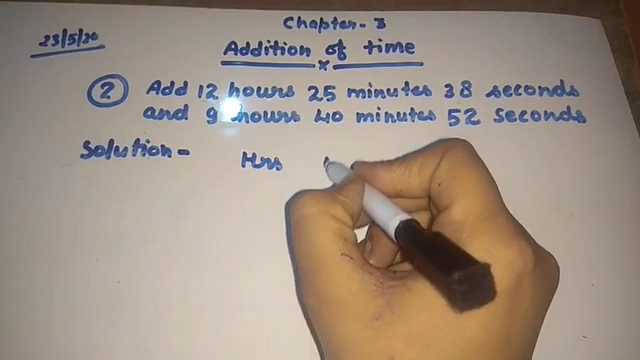 Chapter-3
23/5/20
Addition of time
② Add 12 hours 25 minutes 38 seconds
and 9 hours 40 minutes 52 seconds
Solution- Hrs